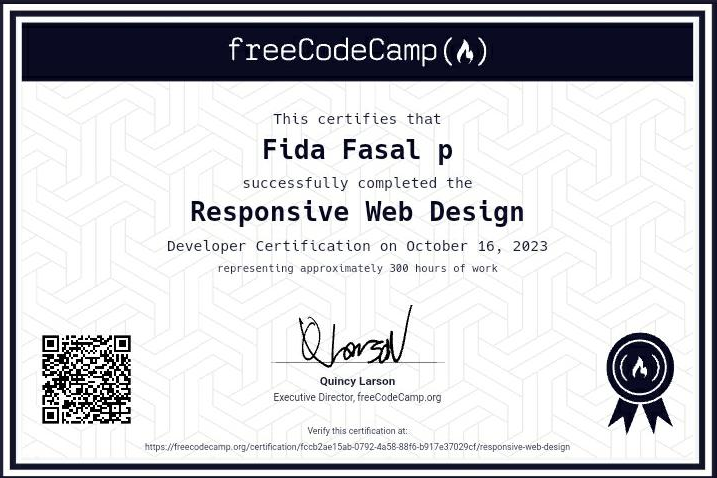 freeCodeCamp
This certifies that
Fida Fasal p
successfully completed the
Responsive Web Design
Developer Certification on October 16, 2023
representing approximately 300 hours of work
QLarson
Quincy Larson
Executive Director, freeCodeCamp.org
Verify this certification at:
https://freecodecamp.org/certification/fccb2ae15ab-0792-4a58-88f6-b917e37029cf/responsive-web-design